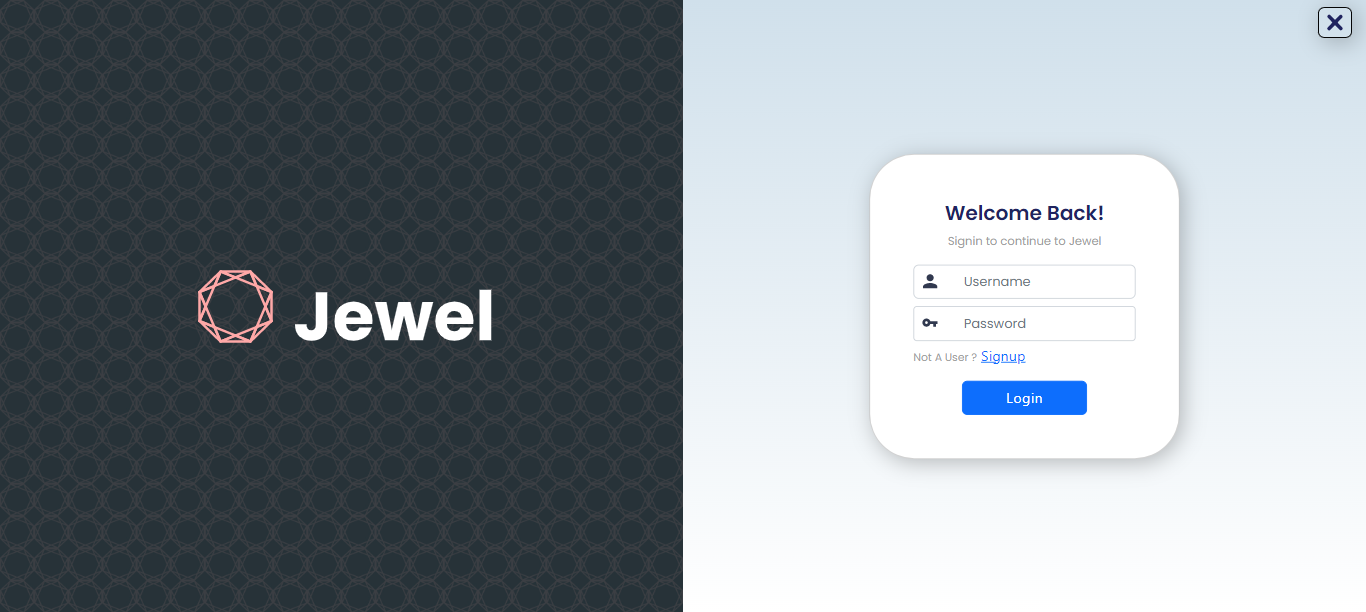 Jewel
Welcome Back!
Signin to continue to Jewel
Username
Password
Not A User ? Signup
Login